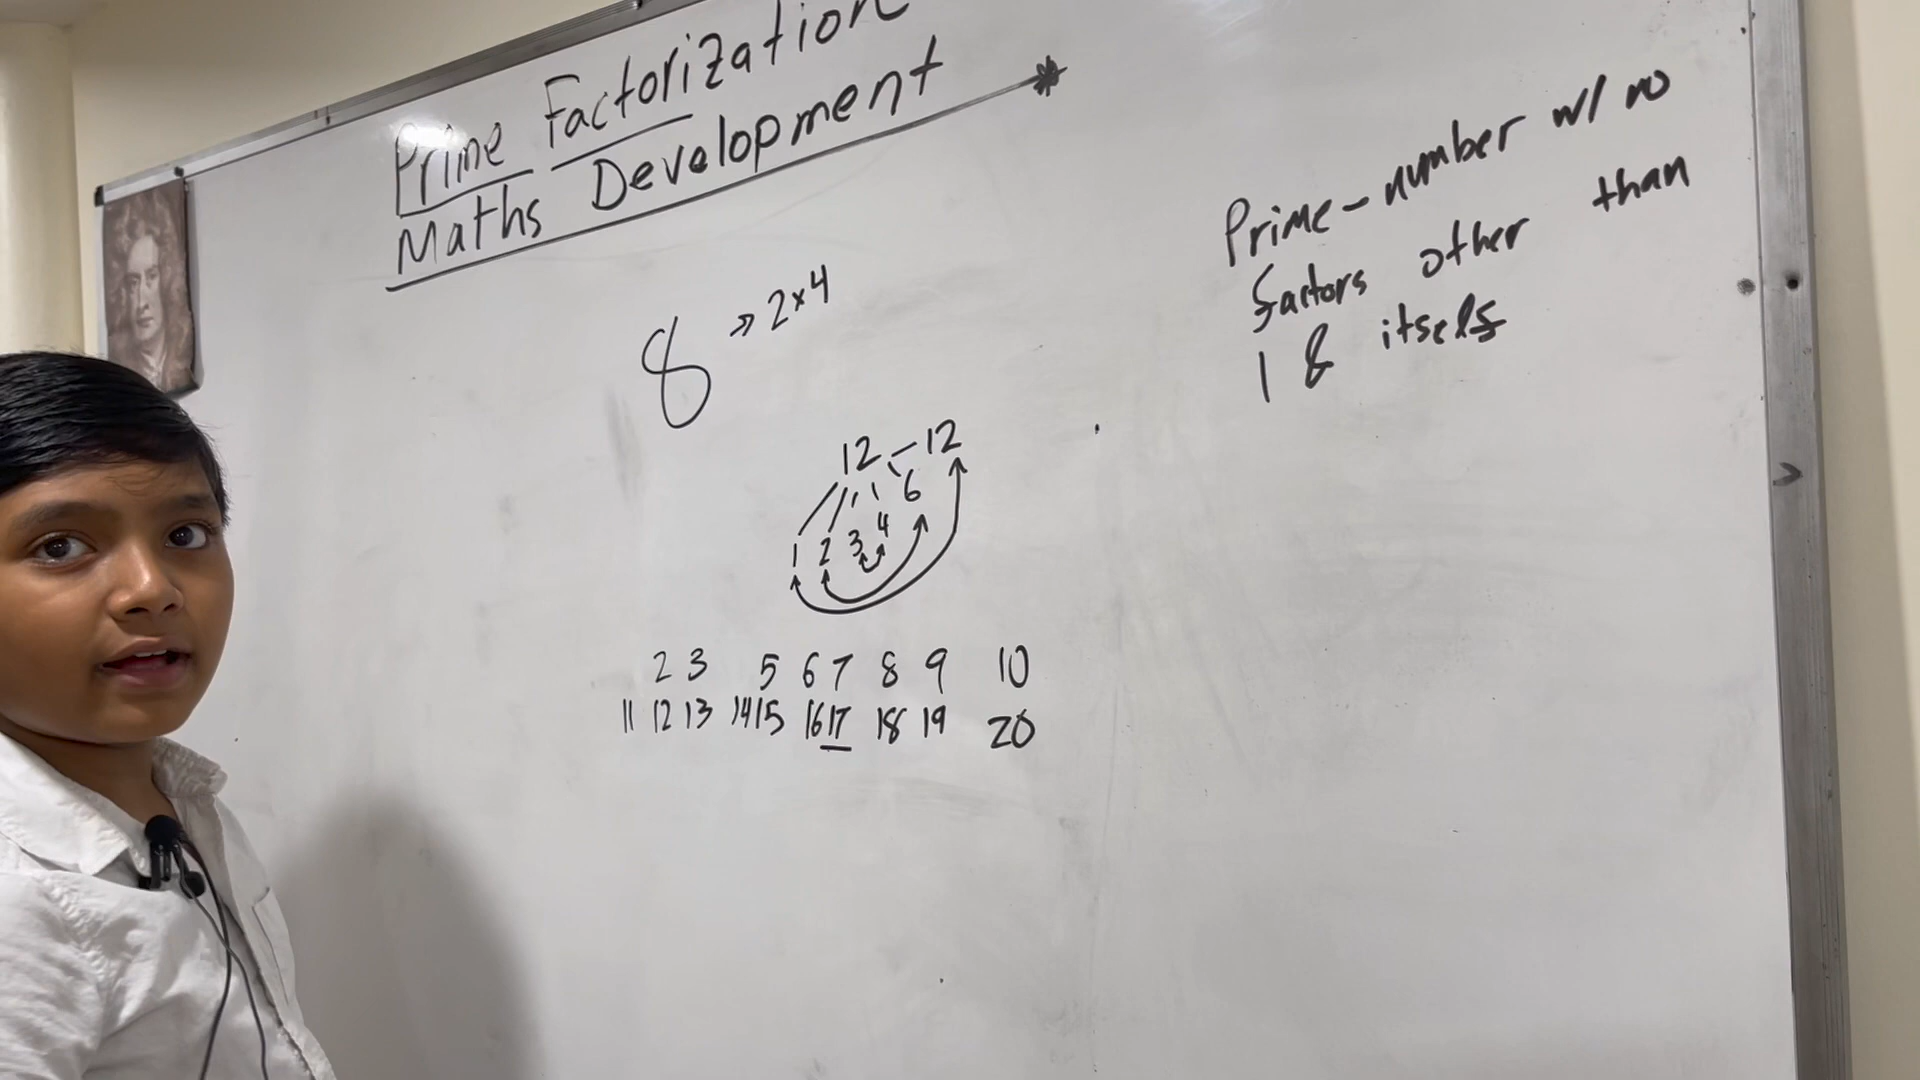 Prime Factorization
Maths Development
Prime - number w/ no
factors other than
1 & itself
8 » 2×4
12 - 12
6
1 2 3 4
2 3 5 6 7 8 9 10
11 12 13 14 15 16 17 18 19 20